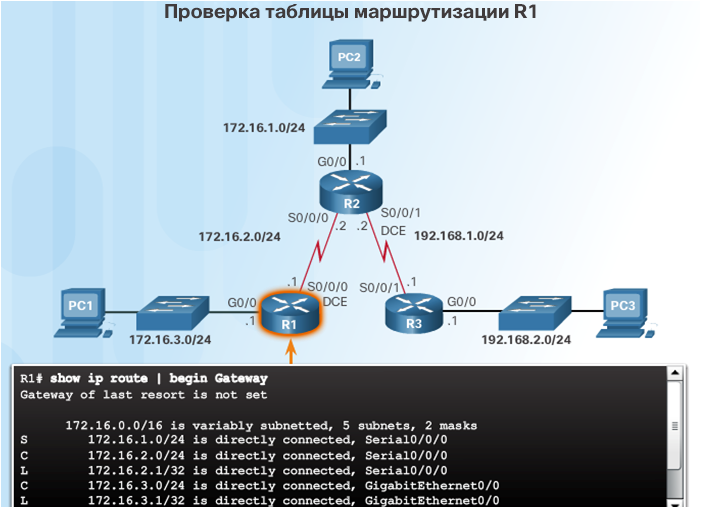 Проверка таблицы маршрутизации R1
PC2
172.16.1.0/24
G0/0 .1
R2
S0/0/0 .2 .2 S0/0/1
DCE
172.16.2.0/24
192.168.1.0/24
.1 S0/0/0
DCE
S0/0/1 .1
PC1
G0/0
.1
R1
R3
G0/0
.1
PC3
172.16.3.0/24
192.168.2.0/24
R1# show ip route | begin Gateway
Gateway of last resort is not set
172.16.0.0/16 is variably subnetted, 5 subnets, 2 masks
S 172.16.1.0/24 is directly connected, Serial0/0/0
C 172.16.2.0/24 is directly connected, Serial0/0/0
L 172.16.2.1/32 is directly connected, Serial0/0/0
C 172.16.3.0/24 is directly connected, GigabitEthernet0/0
L 172.16.3.1/32 is directly connected, GigabitEthernet0/0